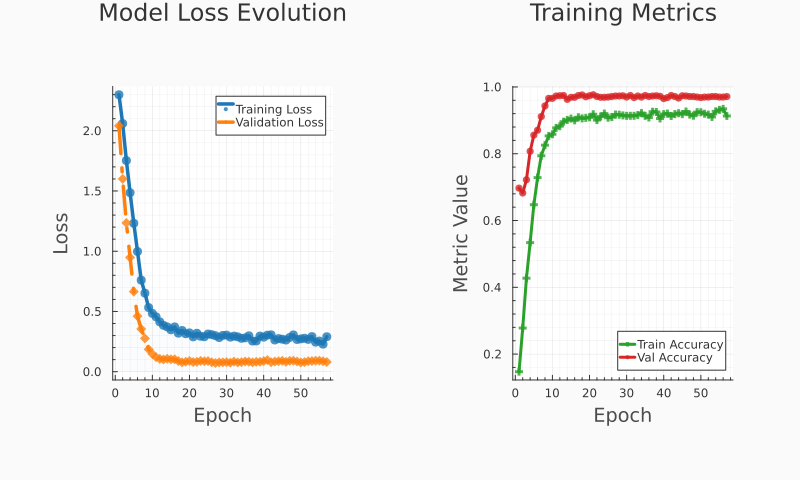 Model Loss Evolution
Training Metrics
Training Loss
Validation Loss
2.0
1.5
1.0
0.5
0.0
0 10 20 30 40 50
Loss
Epoch
1.0
0.8
0.6
0.4
0.2
0 10 20 30 40 50
Metric Value
Train Accuracy
Val Accuracy
Epoch